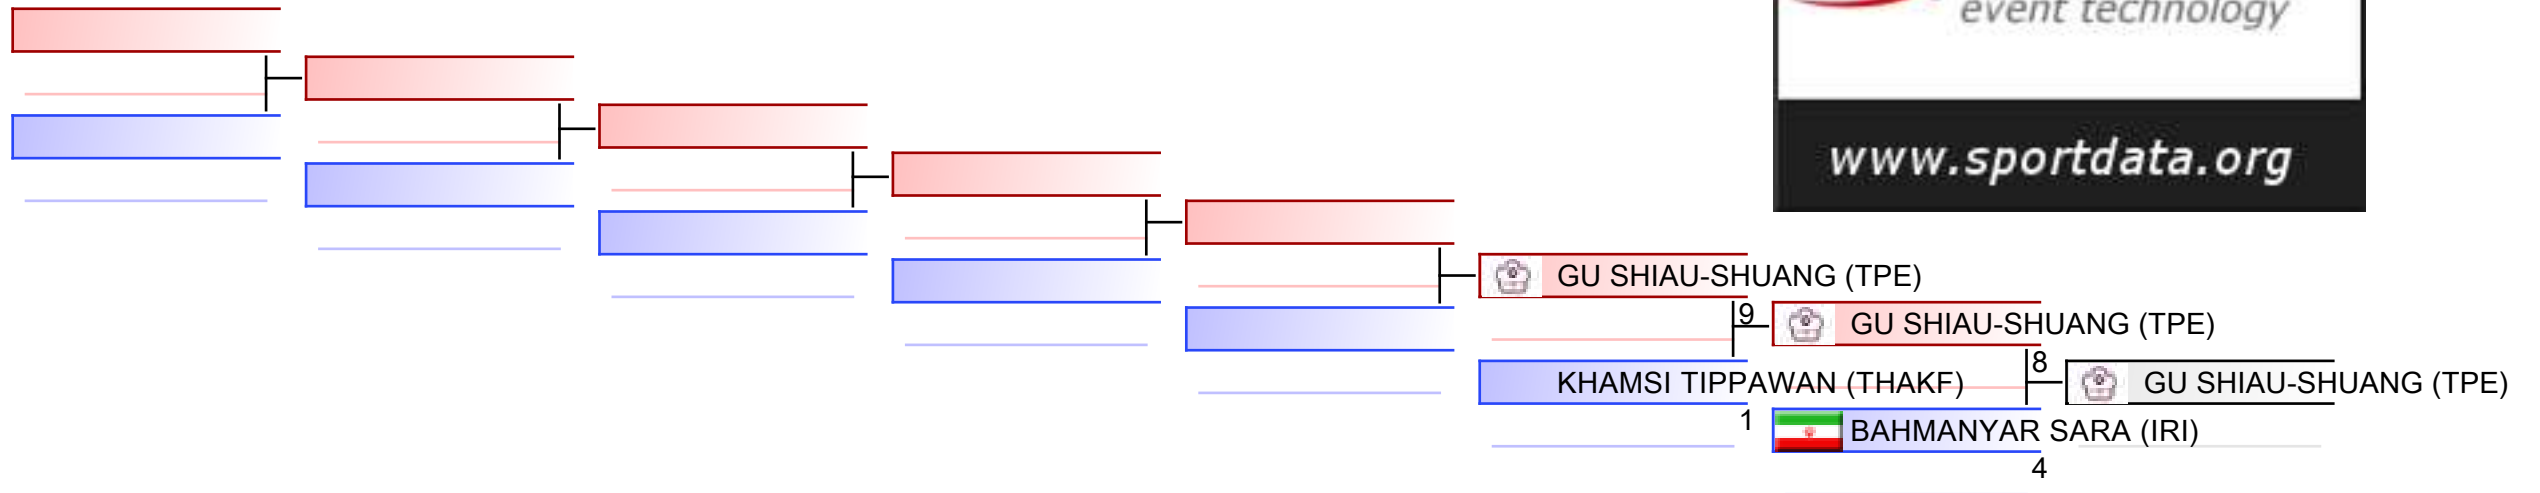 event technology
www.sportdata.org
GU SHIAU-SHUANG (TPE)
9
GU SHIAU-SHUANG (TPE)
KHAMSI TIPPAWAN (THAKF)
8
GU SHIAU-SHUANG (TPE)
1
BAHMANYAR SARA (IRI)
4